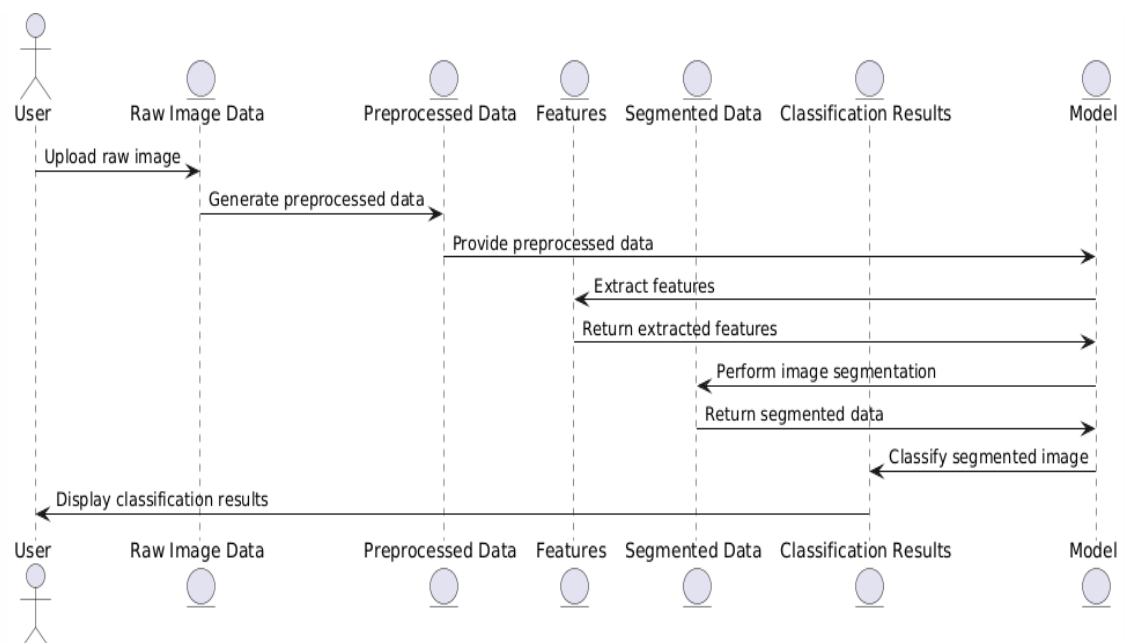 User Raw Image Data Preprocessed Data Features Segmented Data Classification Results Model
Upload raw image
Generate preprocessed data
Provide preprocessed data
Extract features
Return extracted features
Perform image segmentation
Return segmented data
Classify segmented image
Display classification results
User Raw Image Data Preprocessed Data Features Segmented Data Classification Results Model